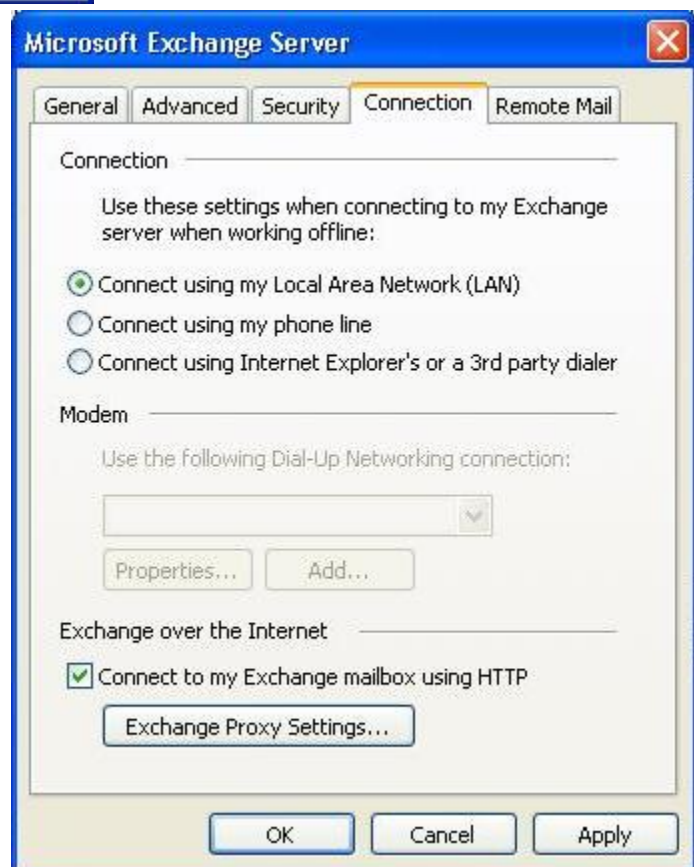 Microsoft Exchange Server
General Advanced Security Connection Remote Mail
Connection
Use these settings when connecting to my Exchange
server when working offline:
Connect using my Local Area Network (LAN)
Connect using my phone line
Connect using Internet Explorer's or a 3rd party dialer
Modem
Use the following Dial-Up Networking connection:
Properties... Add...
Exchange over the Internet
Connect to my Exchange mailbox using HTTP
Exchange Proxy Settings...
OK Cancel Apply